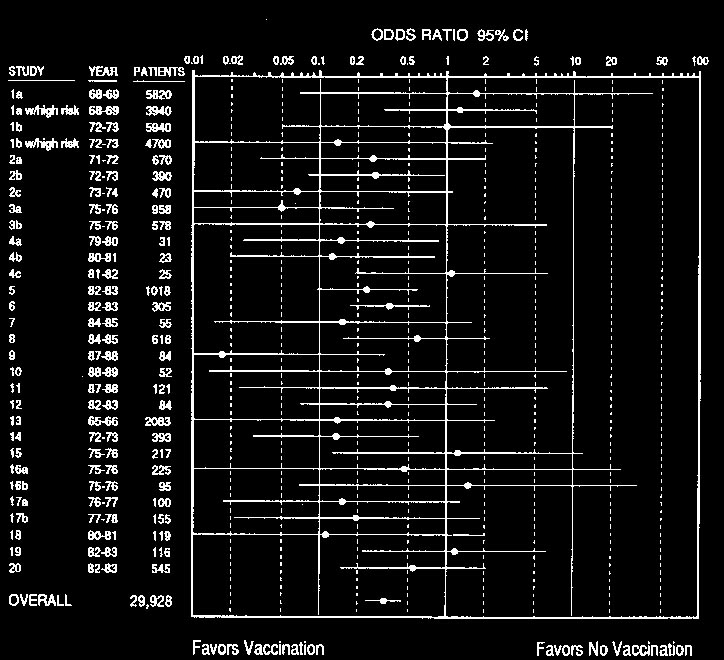 ODDS RATIO 95% CI
0.01 0.02 0.05 0.1 0.2 0.5 1 2 5 10 20 50 100
STUDY YEAR PATIENTS
1a 68-69 5820
1a w/high risk 68-69 3940
1b 72-73 5940
1b w/high risk 72-73 4700
2a 71-72 670
2b 72-73 390
2c 73-74 470
3a 75-76 958
3b 75-76 578
4a 79-80 31
4b 80-81 23
4c 81-82 25
5 82-83 1018
6 82-83 305
7 84-85 55
8 84-85 616
9 87-88 84
10 88-89 52
11 87-88 121
12 82-83 84
13 65-66 2083
14 72-73 393
15 75-76 217
16a 75-76 225
16b 75-76 95
17a 76-77 100
17b 77-78 155
18 80-81 119
19 82-83 116
20 82-83 545
OVERALL 29,928
Favors Vaccination Favors No Vaccination